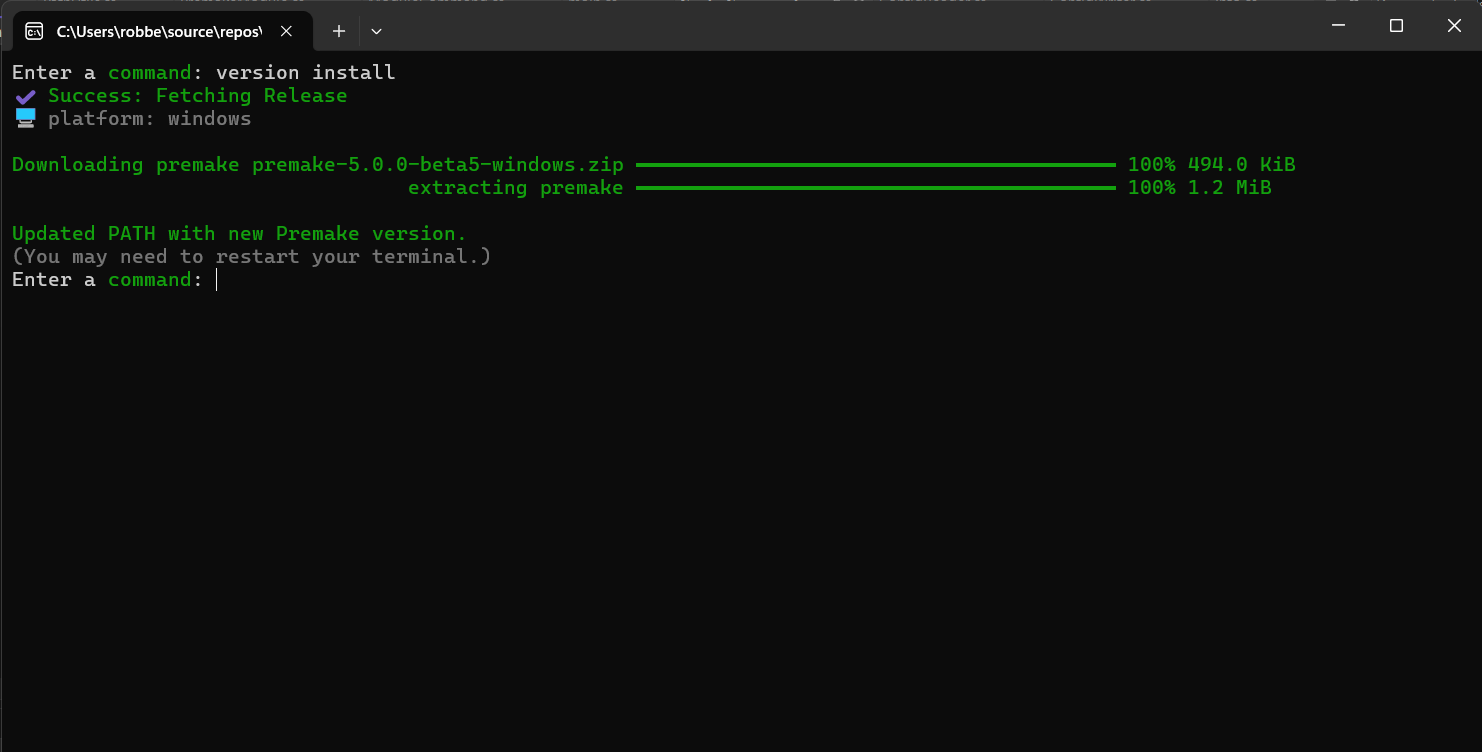 C:\Users\robbe\source\repos\
Enter a command: version install
Success: Fetching Release
platform: windows
Downloading premake premake-5.0.0-beta5-windows.zip 100% 494.0 KiB
extracting premake 100% 1.2 MiB
Updated PATH with new Premake version.
(You may need to restart your terminal.)
Enter a command: